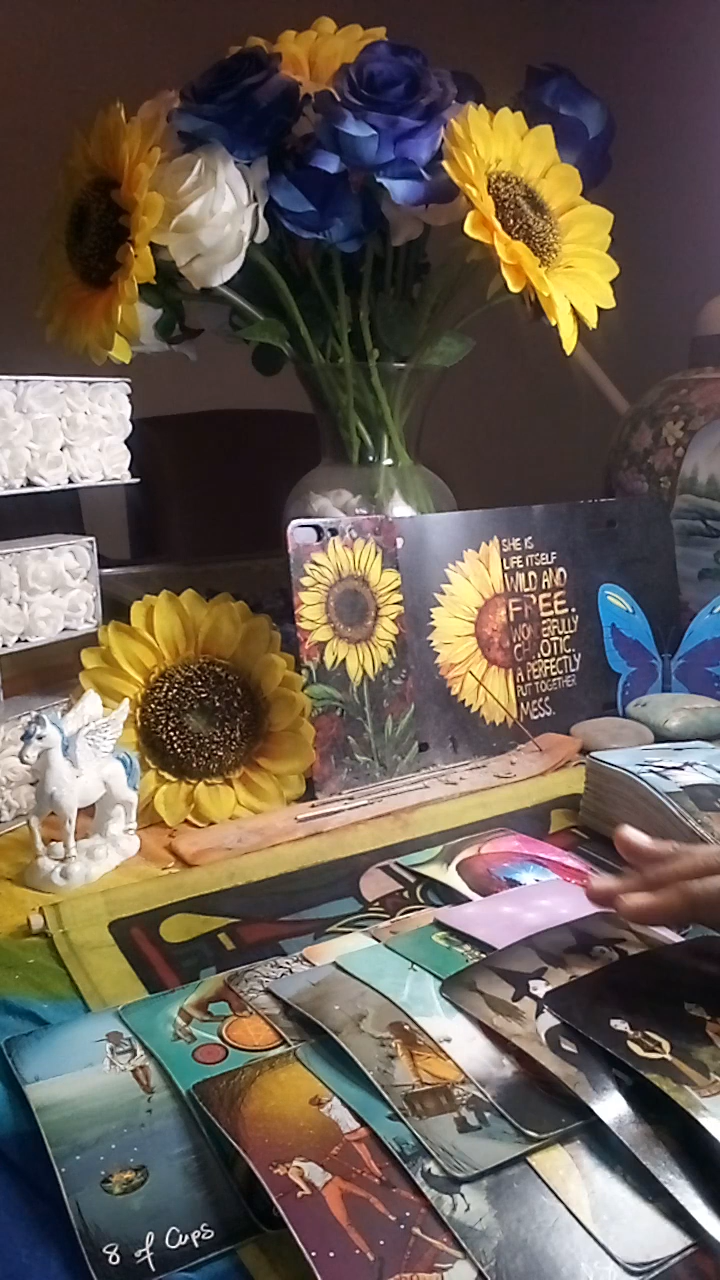 SHE IS
LIFE ITSELF
WILD AND
FREE.
WONDERFULLY
CHAOTIC.
A PERFECTLY
PUT TOGETHER
MESS.
8 of Cups